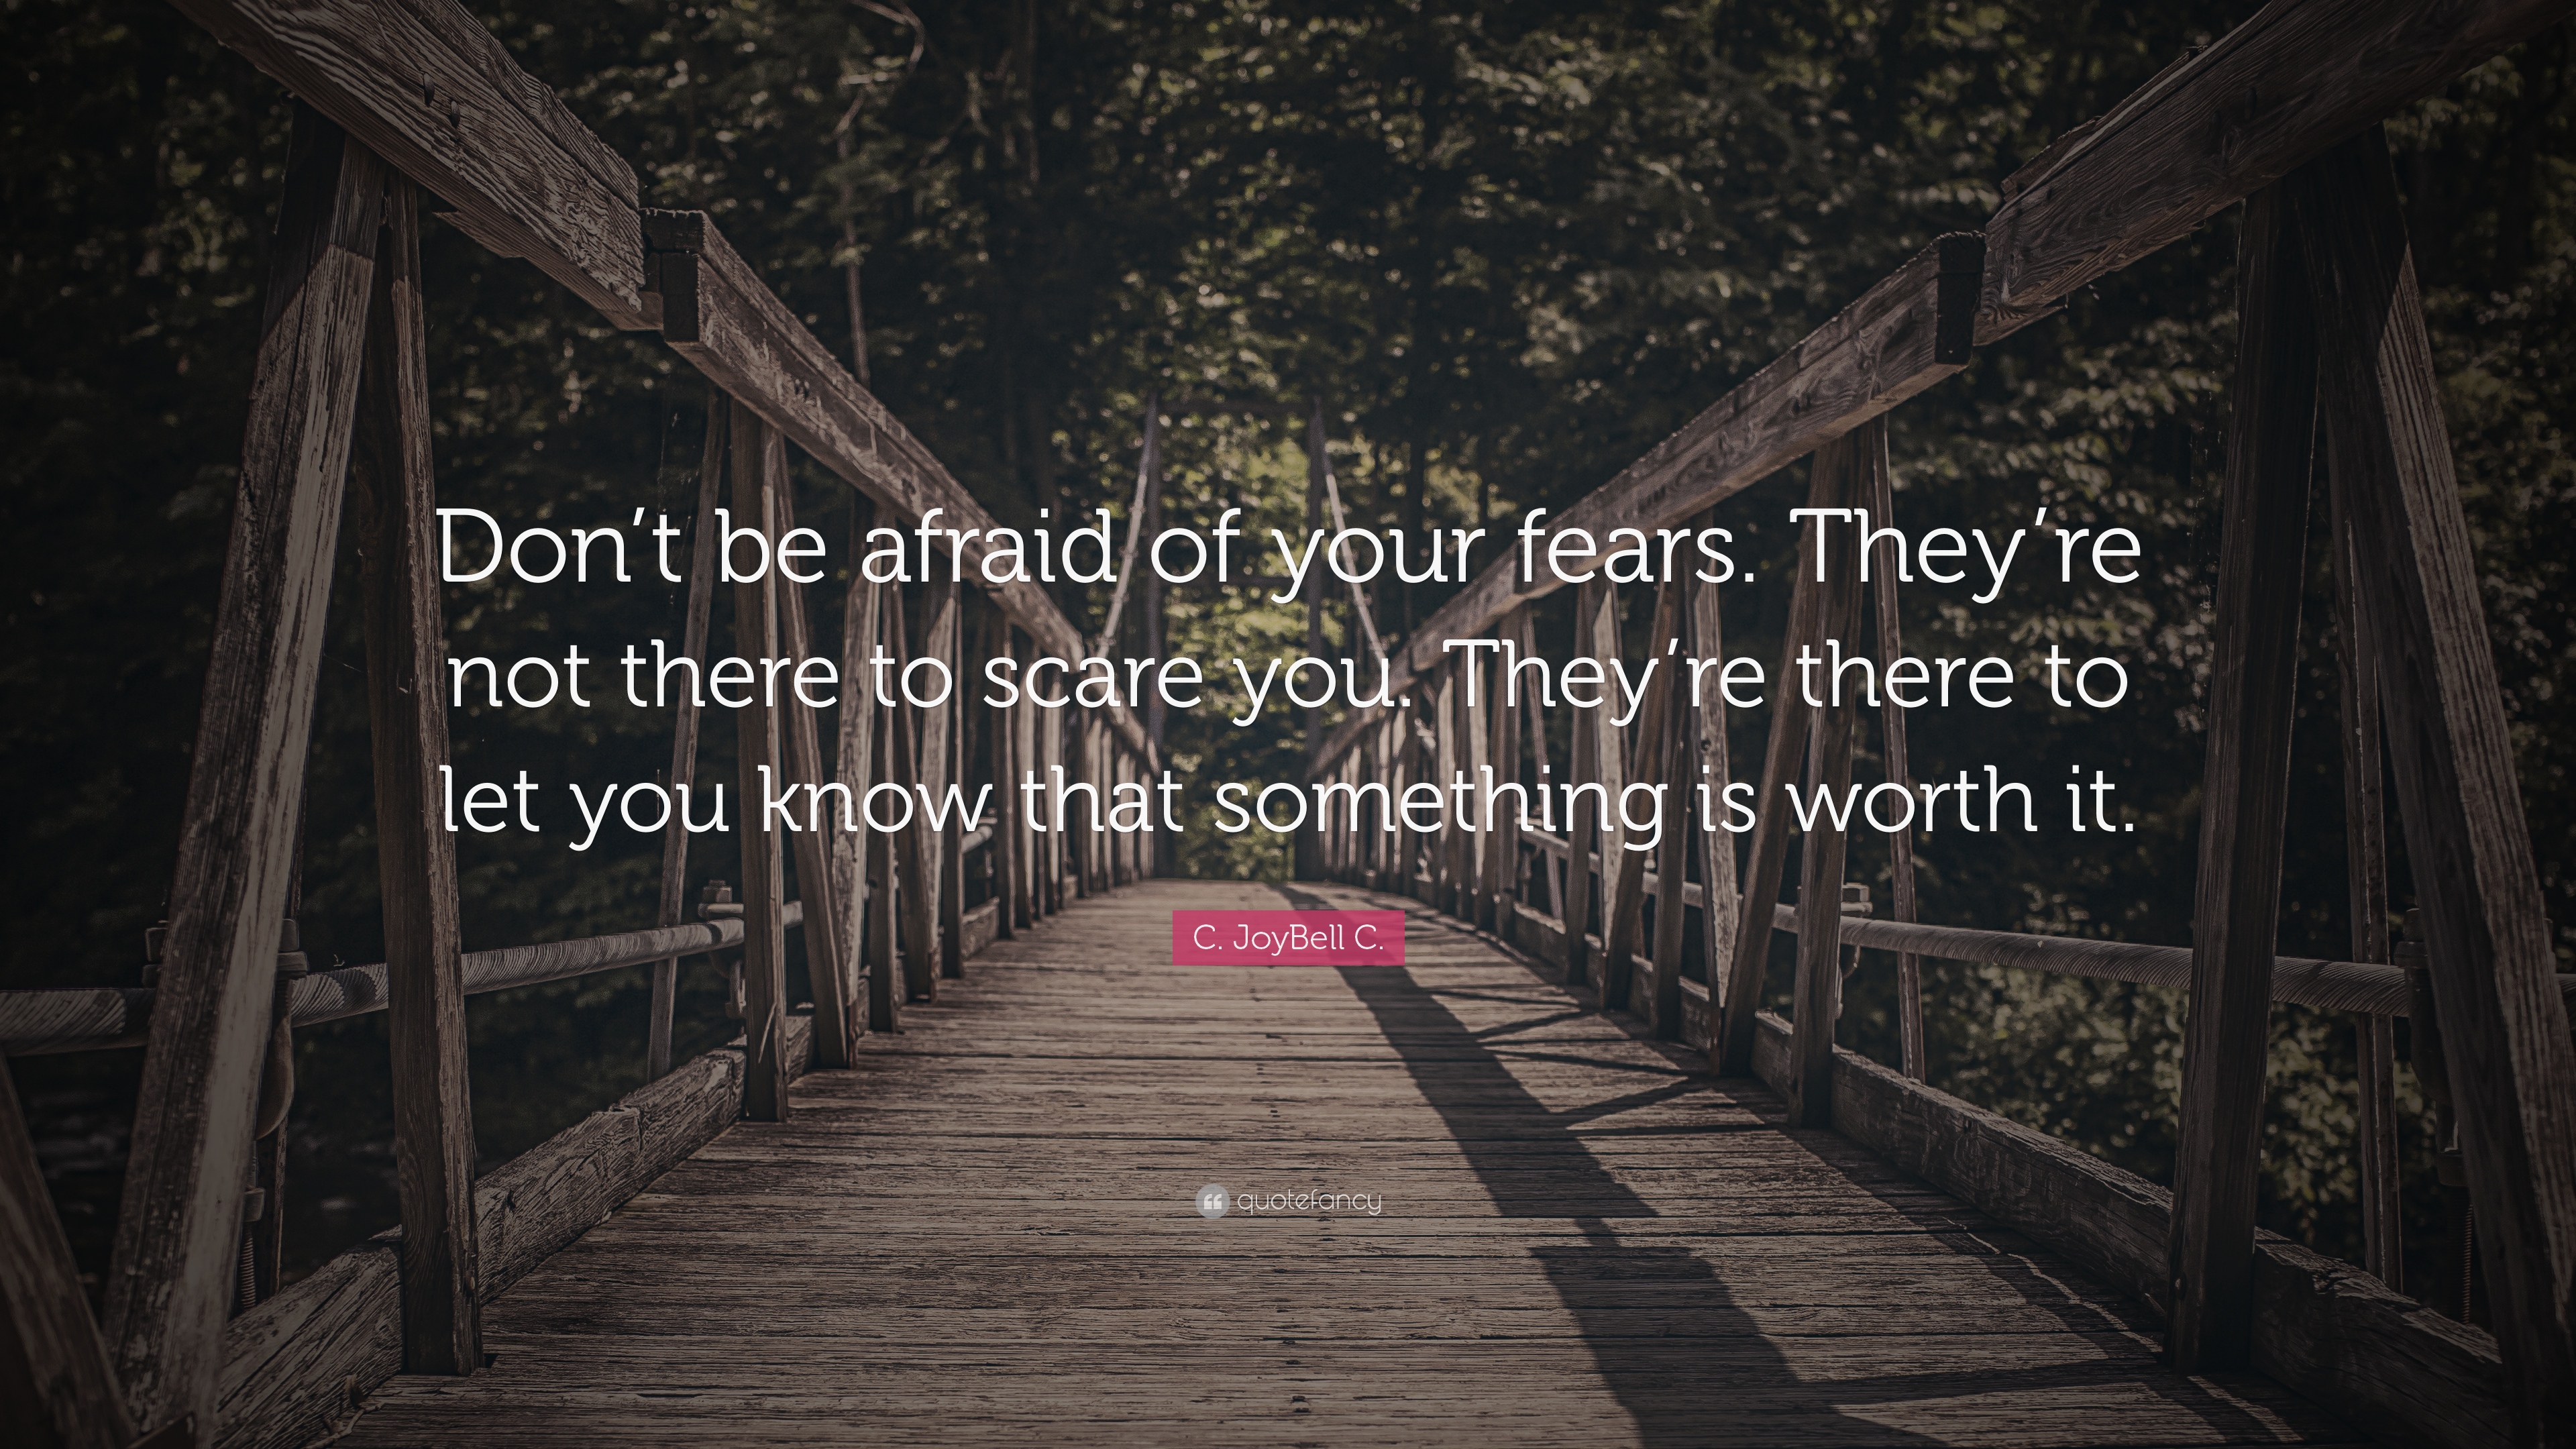 Don’t be afraid of your fears. They’re
not there to scare you. They’re there to
let you know that something is worth it.
C. JoyBell C.
quotefancy